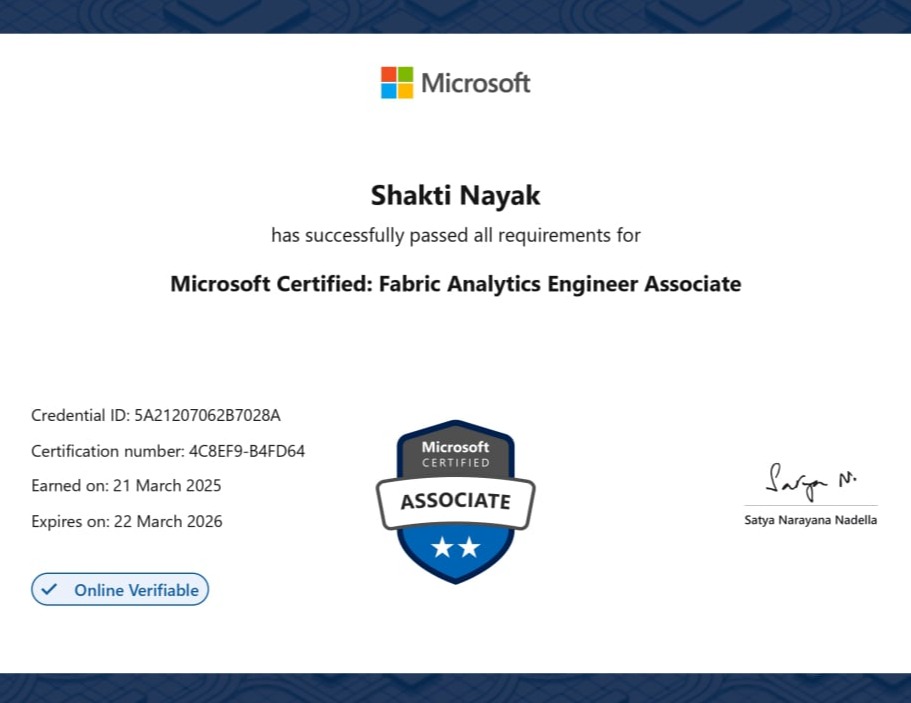 Microsoft
Shakti Nayak
has successfully passed all requirements for
Microsoft Certified: Fabric Analytics Engineer Associate
Credential ID: 5A21207062B7028A
Certification number: 4C8EF9-B4FD64
Earned on: 21 March 2025
Expires on: 22 March 2026
Online Verifiable
Microsoft
CERTIFIED
ASSOCIATE
Satya N.
Satya Narayana Nadella